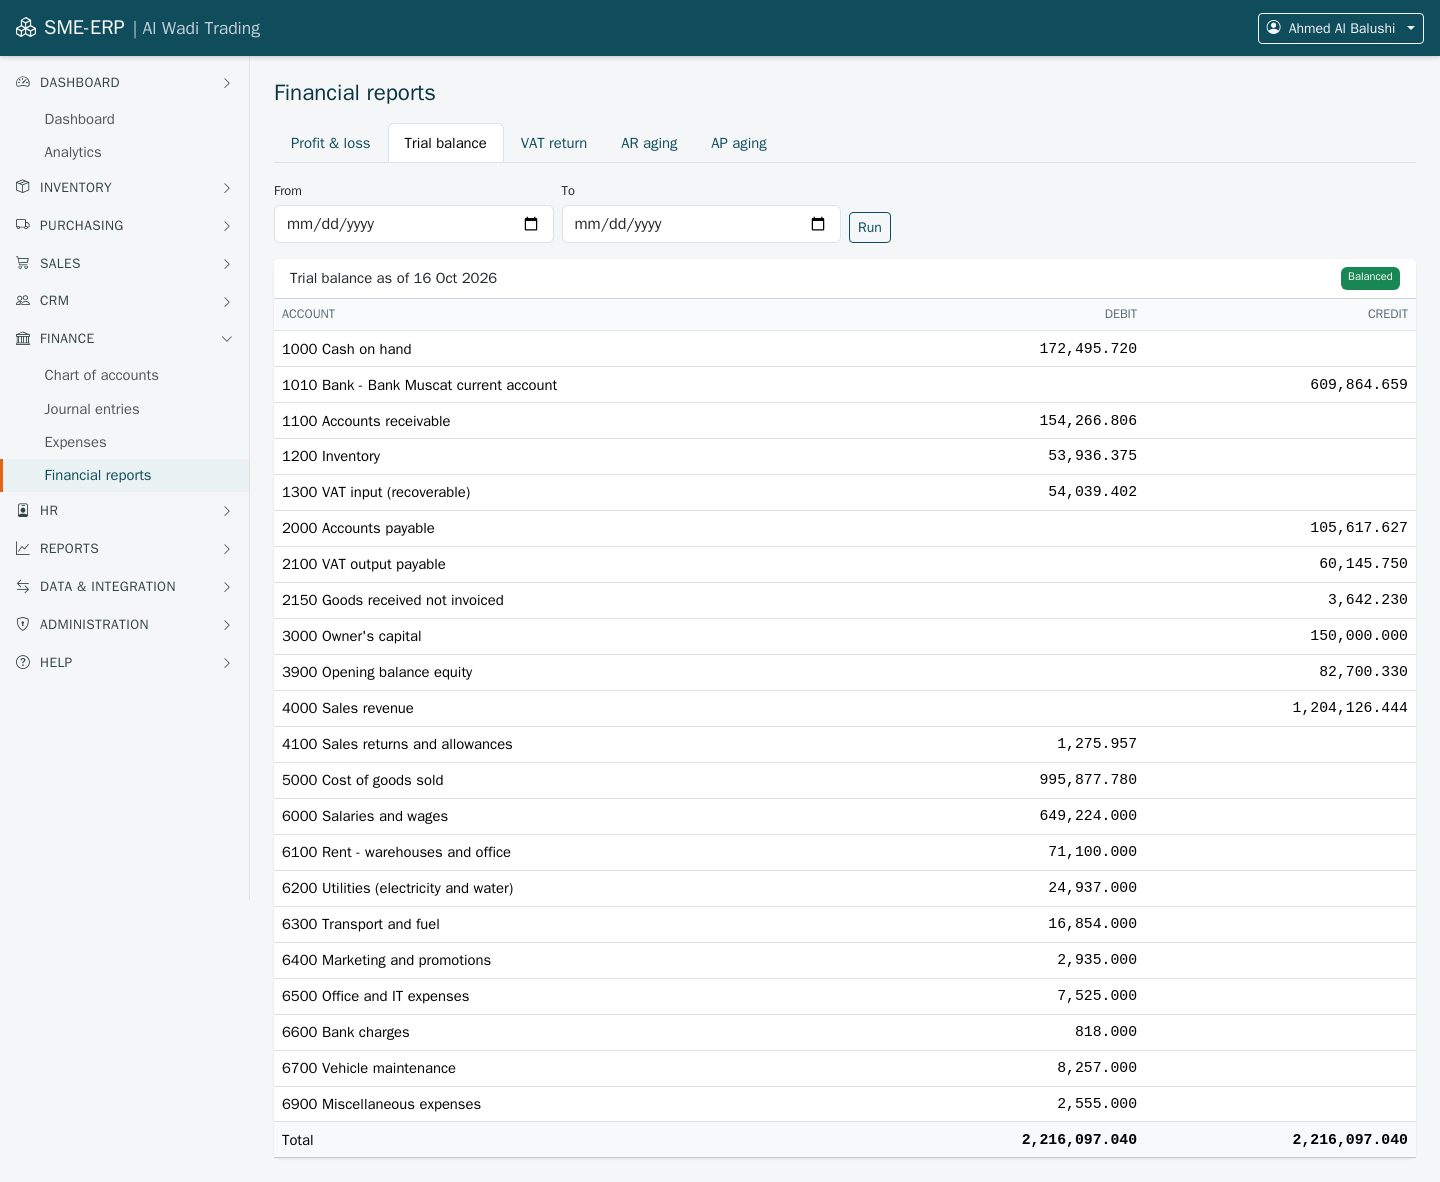 SME-ERP | Al Wadi Trading
Ahmed Al Balushi
DASHBOARD
Dashboard
Analytics
INVENTORY
PURCHASING
SALES
CRM
FINANCE
Chart of accounts
Journal entries
Expenses
Financial reports
HR
REPORTS
DATA & INTEGRATION
ADMINISTRATION
HELP
Financial reports
Profit & loss Trial balance VAT return AR aging AP aging
From To
mm/dd/yyyy mm/dd/yyyy Run
Trial balance as of 16 Oct 2026 Balanced
ACCOUNT DEBIT CREDIT
1000 Cash on hand 172,495.720
1010 Bank - Bank Muscat current account 609,864.659
1100 Accounts receivable 154,266.806
1200 Inventory 53,936.375
1300 VAT input (recoverable) 54,039.402
2000 Accounts payable 105,617.627
2100 VAT output payable 60,145.750
2150 Goods received not invoiced 3,642.230
3000 Owner's capital 150,000.000
3900 Opening balance equity 82,700.330
4000 Sales revenue 1,204,126.444
4100 Sales returns and allowances 1,275.957
5000 Cost of goods sold 995,877.780
6000 Salaries and wages 649,224.000
6100 Rent - warehouses and office 71,100.000
6200 Utilities (electricity and water) 24,937.000
6300 Transport and fuel 16,854.000
6400 Marketing and promotions 2,935.000
6500 Office and IT expenses 7,525.000
6600 Bank charges 818.000
6700 Vehicle maintenance 8,257.000
6900 Miscellaneous expenses 2,555.000
Total 2,216,097.040 2,216,097.040